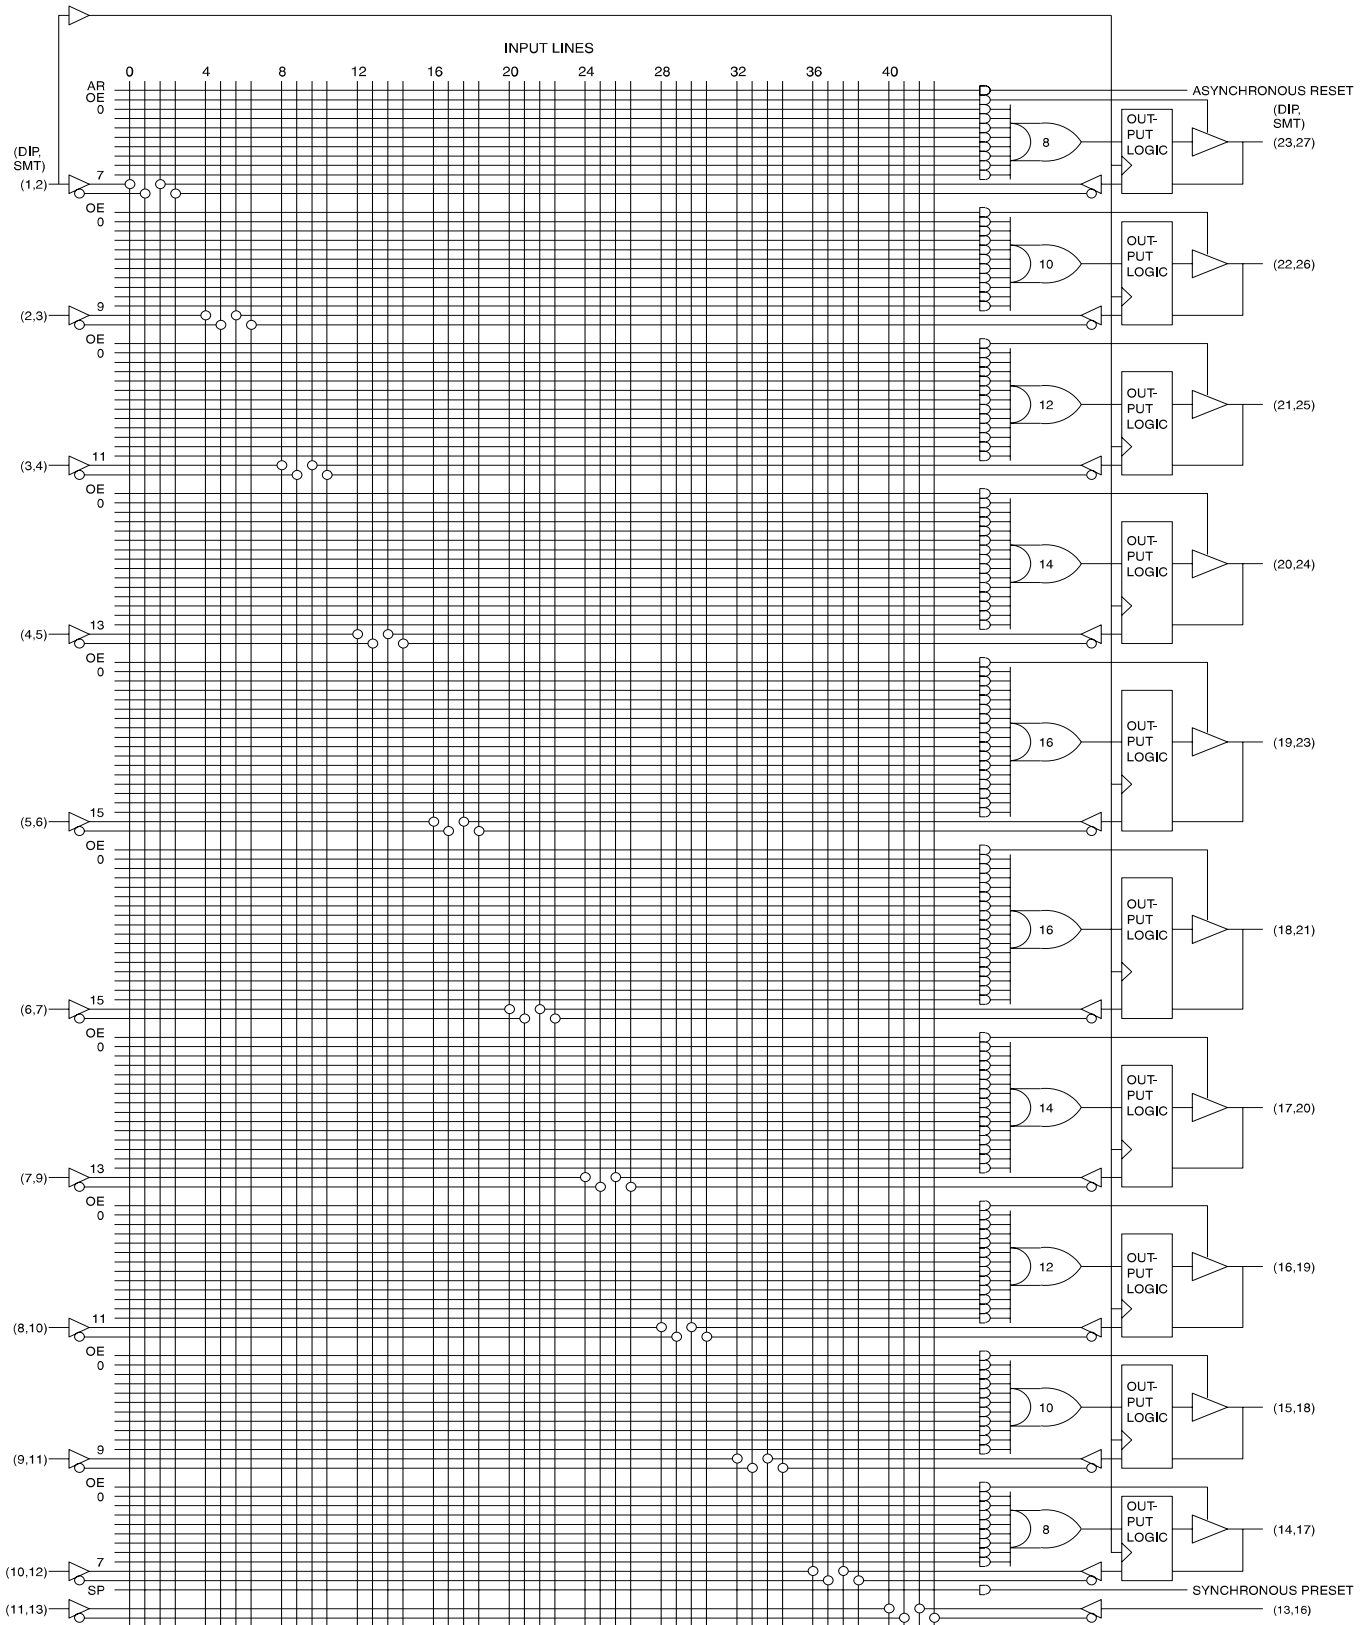 INPUT LINES
0 4 8 12 16 20 24 28 32 36 40
AR
ASYNCHRONOUS RESET
OE
0
(DIP, SMT)
(DIP, SMT)
8
OUT-PUT LOGIC
(23,27)
7
(1,2)
OE
0
10
OUT-PUT LOGIC
(22,26)
9
(2,3)
OE
0
12
OUT-PUT LOGIC
(21,25)
11
(3,4)
OE
0
14
OUT-PUT LOGIC
(20,24)
13
(4,5)
OE
0
16
OUT-PUT LOGIC
(19,23)
15
(5,6)
OE
0
16
OUT-PUT LOGIC
(18,21)
15
(6,7)
OE
0
14
OUT-PUT LOGIC
(17,20)
13
(7,9)
OE
0
12
OUT-PUT LOGIC
(16,19)
11
(8,10)
OE
0
10
OUT-PUT LOGIC
(15,18)
9
(9,11)
OE
0
8
OUT-PUT LOGIC
(14,17)
7
(10,12)
SP
SYNCHRONOUS PRESET
(11,13)
(13,16)